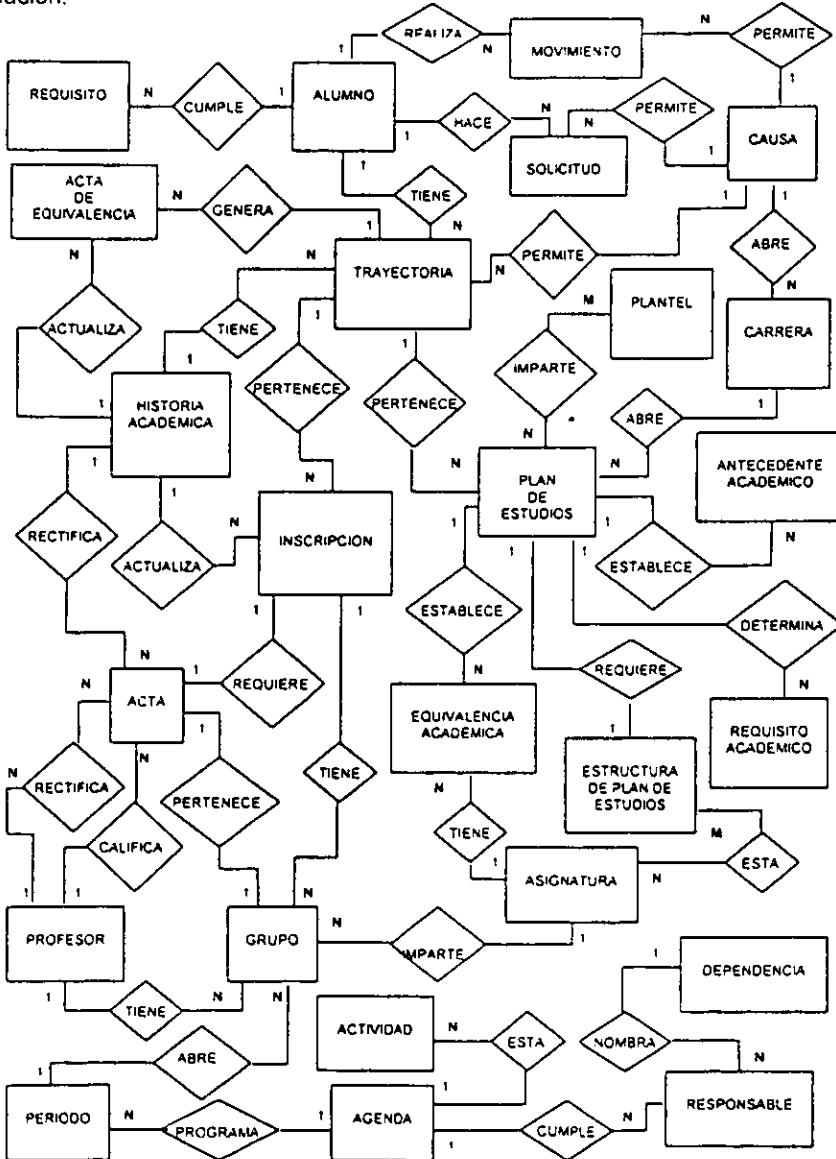 REALIZA
1
N
MOVIMIENTO
N
PERMITE
1
REQUISITO
N
CUMPLE
1
ALUMNO
1
HACE
N
N
PERMITE
1
SOLICITUD
CAUSA
1
TIENE
N
ACTA
DE
EQUIVALENCIA
N
GENERA
1
TRAYECTORIA
N
PERMITE
1
1
ABRE
N
CARRERA
1
N
ACTUALIZA
1
N
TIENE
1
HISTORIA
ACADEMICA
1
PERTENECE
N
1
PERTENECE
N
M
PLANTEL
IMPARTE
N
ABRE
N
PLAN
DE
ESTUDIOS
ANTECEDENTE
ACADEMICO
N
1
ESTABLECE
1
RECTIFICA
N
1
ACTUALIZA
N
INSCRIPCION
1
1
1
ESTABLECE
N
1
1
DETERMINA
N
REQUIERE
1
REQUIERE
1
ACTA
N
N
1
EQUIVALENCIA
ACADEMICA
N
ESTRUCTURA
DE PLAN DE
ESTUDIOS
M
REQUISITO
ACADEMICO
N
RECTIFICA
1
CALIFICA
1
PERTENECE
1
TIENE
N
TIENE
1
ASIGNATURA
N
ESTA
1
PROFESOR
1
GRUPO
N
N
N
IMPARTE
TIENE
ABRE
1
ACTIVIDAD
N
ESTA
1
1
DEPENDENCIA
NOMBRA
N
PERIODO
N
PROGRAMA
1
AGENDA
1
CUMPLE
N
RESPONSABLE